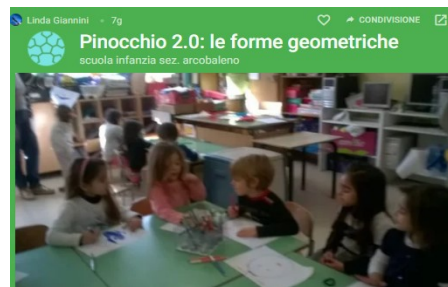 Linda Giannini • 7g
CONDIVISIONE
Pinocchio 2.0: le forme geometriche
scuola infanzia sez. arcobaleno